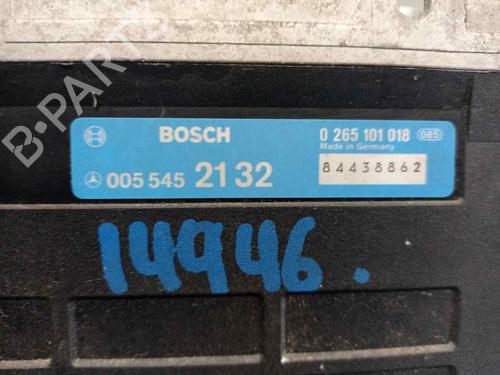 B-PARTS
BOSCH 0 265 101 018 085
Made in Germany
005 545 21 32 84438862
14946.